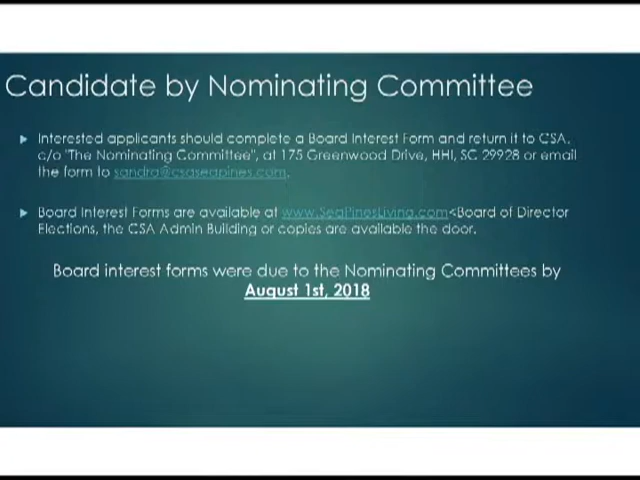 Candidate by Nominating Committee
Interested applicants should complete a Board Interest Form and return it to CSA,
c/o "The Nominating Committee", at 175 Greenwood Drive, HHI, SC 29928 or email
the form to sandra@csaseapines.com.
Board Interest Forms are available at www.SeaPinesLiving.com<Board of Director
Elections, the CSA Admin Building or copies are available the door.
Board interest forms were due to the Nominating Committees by
August 1st, 2018